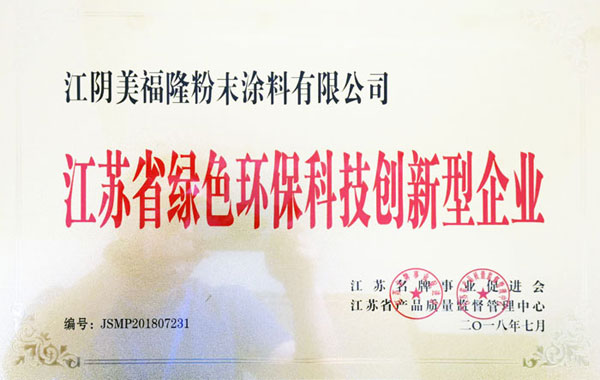 江阴美福隆粉末涂料有限公司
江苏省绿色环保科技创新型企业
江苏名牌事业促进会
江苏省产品质量监督管理中心
编号：JSMP201807231
二〇一八年七月